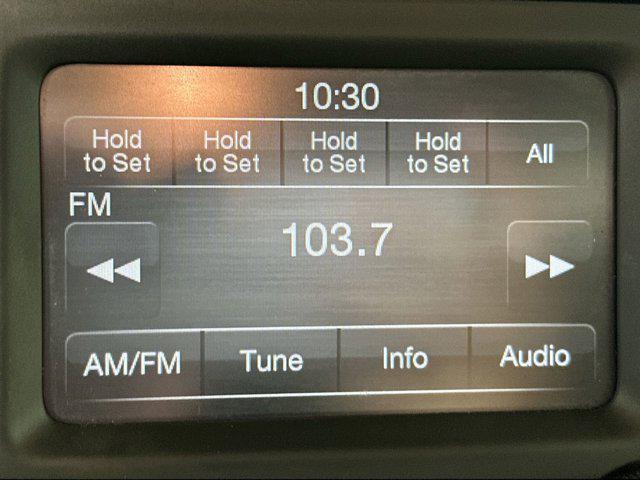 10:30
Hold to Set Hold to Set Hold to Set Hold to Set All
FM
103.7
AM/FM Tune Info Audio